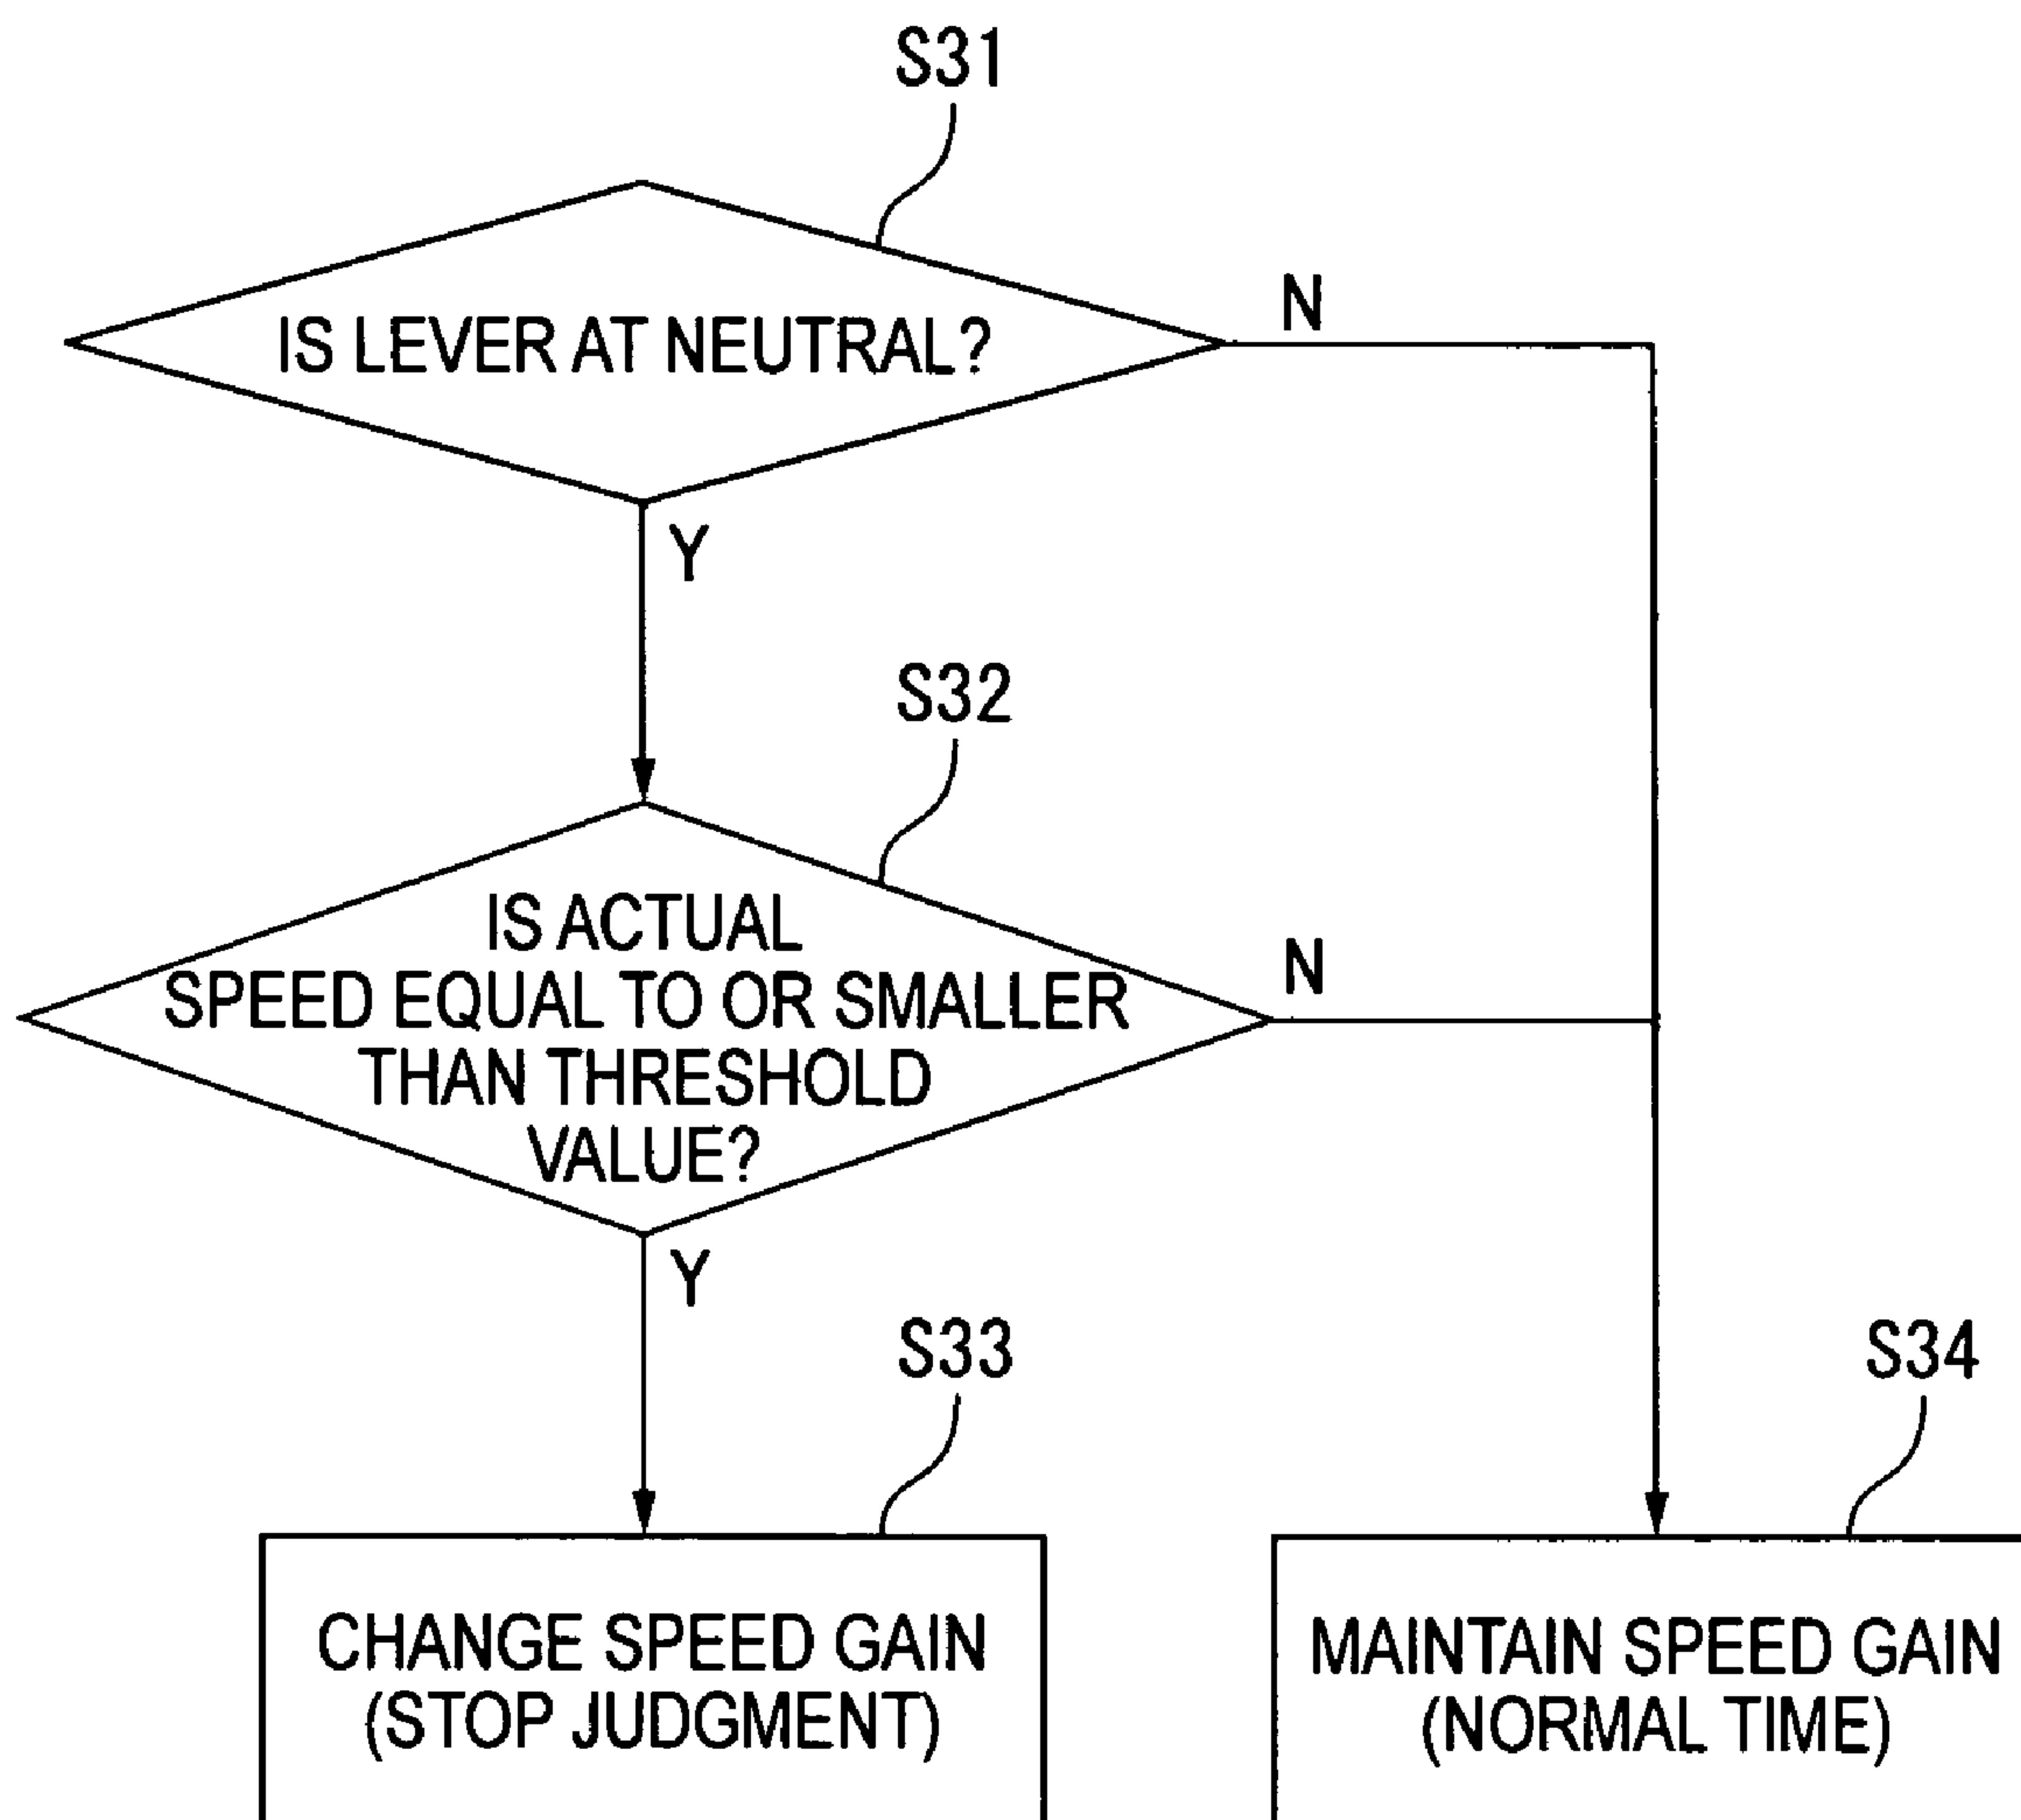 S31
IS LEVER AT NEUTRAL?
N
Y
S32
IS ACTUAL
SPEED EQUAL TO OR SMALLER
THAN THRESHOLD
VALUE?
N
Y
S33
S34
CHANGE SPEED GAIN
(STOP JUDGMENT)
MAINTAIN SPEED GAIN
(NORMAL TIME)